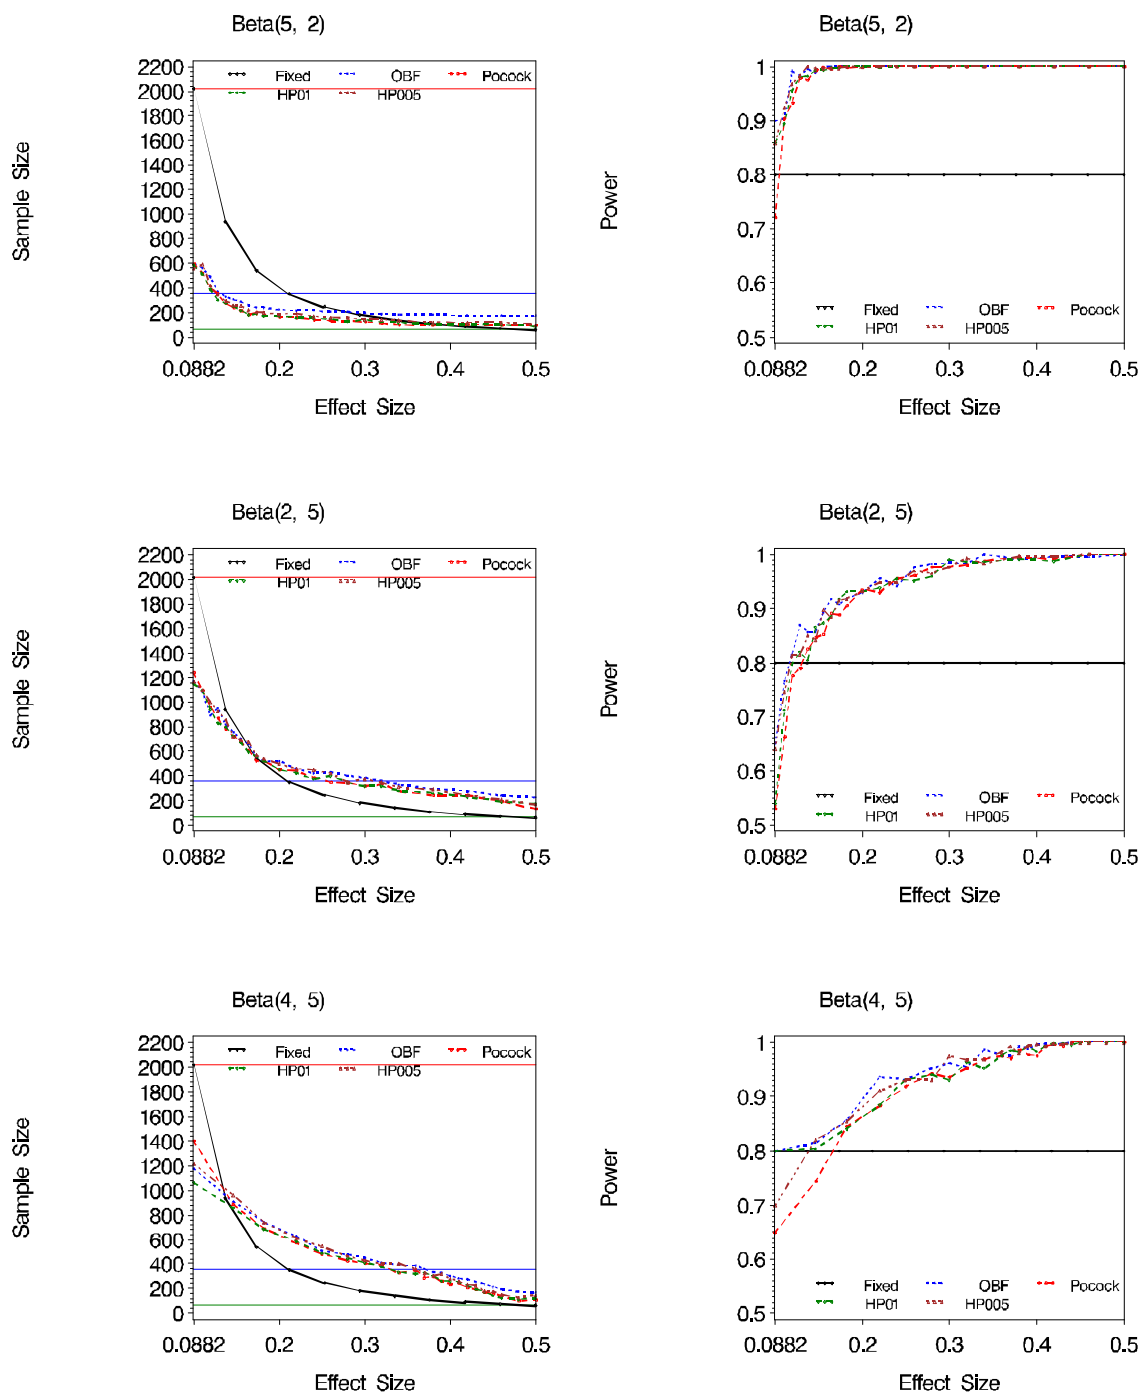 Beta(5, 2)
2200
2000
1800
1600
1400
1200
1000
800
600
400
200
0
Fixed OBF Pocock
HP01 HP005
Sample Size
0.0882 0.2 0.3 0.4 0.5
Effect Size
Beta(5, 2)
1
0.9
0.8
0.7
0.6
0.5
Power
Fixed OBF Pocock
HP01 HP005
0.0882 0.2 0.3 0.4 0.5
Effect Size
Beta(2, 5)
2200
2000
1800
1600
1400
1200
1000
800
600
400
200
0
Fixed OBF Pocock
HP01 HP005
Sample Size
0.0882 0.2 0.3 0.4 0.5
Effect Size
Beta(2, 5)
1
0.9
0.8
0.7
0.6
0.5
Power
Fixed OBF Pocock
HP01 HP005
0.0882 0.2 0.3 0.4 0.5
Effect Size
Beta(4, 5)
2200
2000
1800
1600
1400
1200
1000
800
600
400
200
0
Fixed OBF Pocock
HP01 HP005
Sample Size
0.0882 0.2 0.3 0.4 0.5
Effect Size
Beta(4, 5)
1
0.9
0.8
0.7
0.6
0.5
Power
Fixed OBF Pocock
HP01 HP005
0.0882 0.2 0.3 0.4 0.5
Effect Size